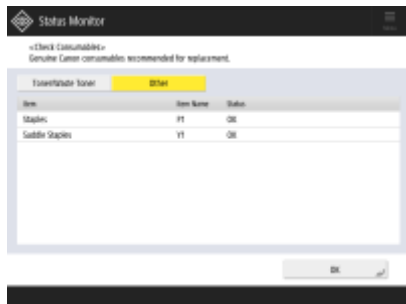 Status Monitor
<Check Consumables>
Genuine Canon consumables recommended for replacement.
Toner/Waste Toner Other
Item Item Name Status
Staples P1 OK
Saddle Staples Y1 OK
OK